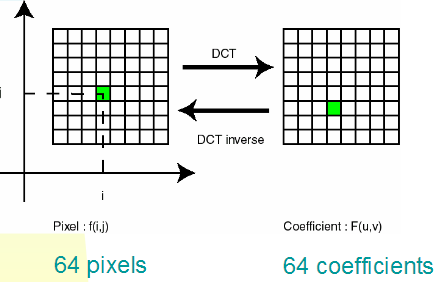 DCT
DCT inverse
i
i
Pixel : f(i,j)
Coefficient : F(u,v)
64 pixels
64 coefficients